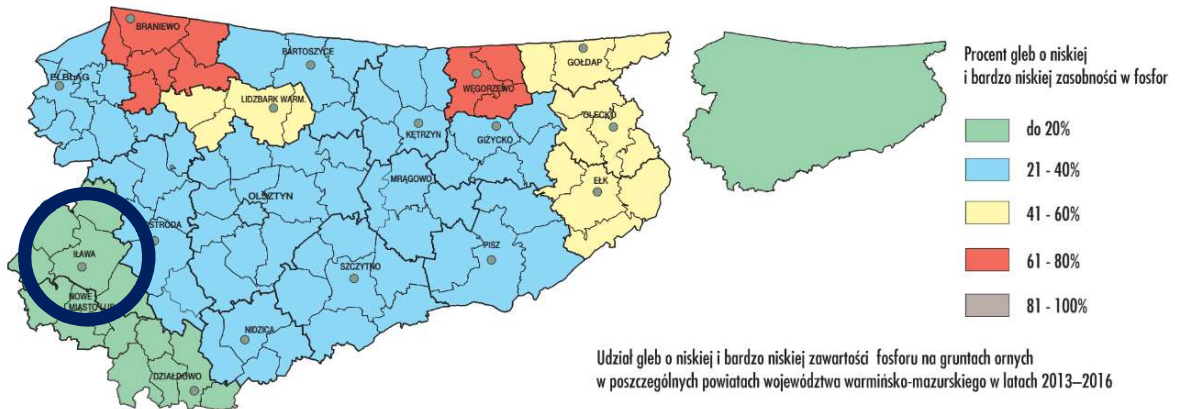 BRANIEWO
BARTOSZYCE
GOŁDAP
ELBLĄG
WĘGORZEWO
LIDZBARK WARM.
OLECKO
KĘTRZYN
GIŻYCKO
MRĄGOWO
EŁK
OLSZTYN
STRÓDA
IŁAWA
PISZ
SZCZYTNO
NOWE
MIASTO LUB.
NIDZICA
DZIAŁDOWO
Procent gleb o niskiej
i bardzo niskiej zasobności w fosfor
do 20%
21 - 40%
41 - 60%
61 - 80%
81 - 100%
Udział gleb o niskiej i bardzo niskiej zawartości fosforu na gruntach ornych
w poszczególnych powiatach województwa warmińsko-mazurskiego w latach 2013–2016